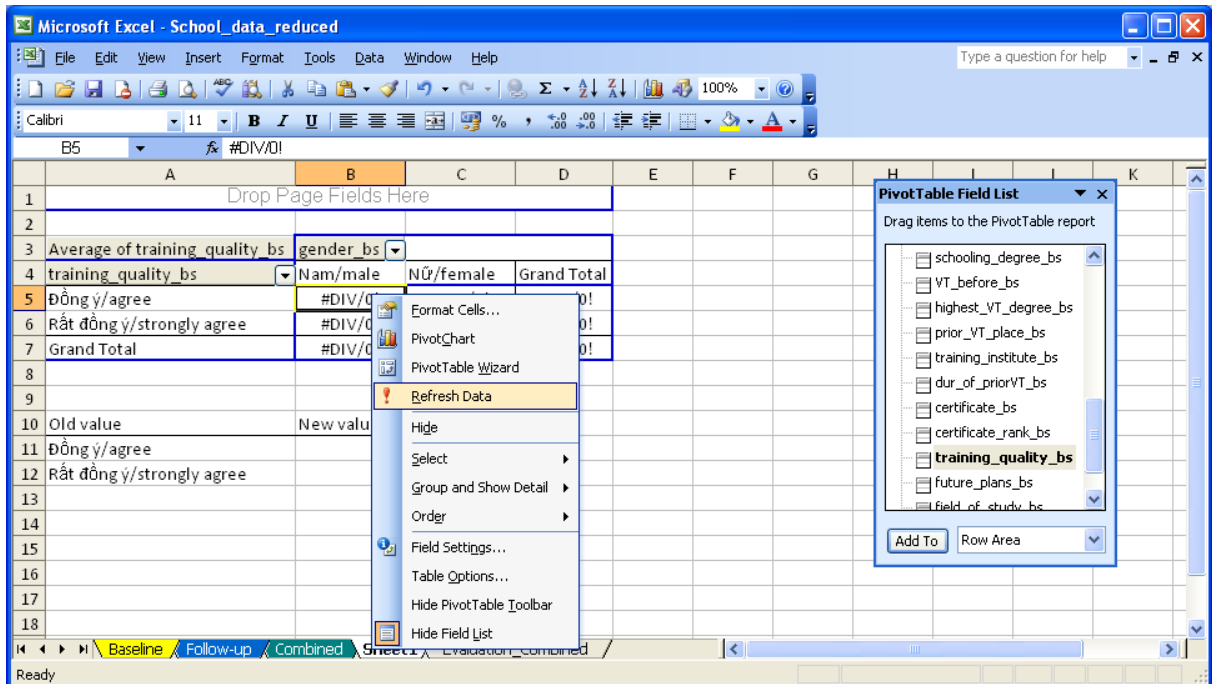 Microsoft Excel - School_data_reduced
File Edit View Insert Format Tools Data Window Help
Type a question for help
100%
Calibri 11 B I U
B5 fx #DIV/0!
A B C D E F G H I J K
1 Drop Page Fields Here
2
3 Average of training_quality_bs gender_bs
4 training_quality_bs Nam/male Nữ/female Grand Total
5 Đồng ý/agree #DIV/0!
6 Rất đồng ý/strongly agree #DIV/0
7 Grand Total #DIV/0
8
9
10 Old value New valu
11 Đồng ý/agree
12 Rất đồng ý/strongly agree
13
14
15
16
17
18
Format Cells...
PivotChart
PivotTable Wizard
Refresh Data
Hide
Select
Group and Show Detail
Order
Field Settings...
Table Options...
Hide PivotTable Toolbar
Hide Field List
PivotTable Field List
Drag items to the PivotTable report
schooling_degree_bs
VT_before_bs
highest_VT_degree_bs
prior_VT_place_bs
training_institute_bs
dur_of_priorVT_bs
certificate_bs
certificate_rank_bs
training_quality_bs
future_plans_bs
field_of_study_bs
Add To Row Area
Baseline Follow-up Combined Sheet1 Evaluation_Combined
Ready